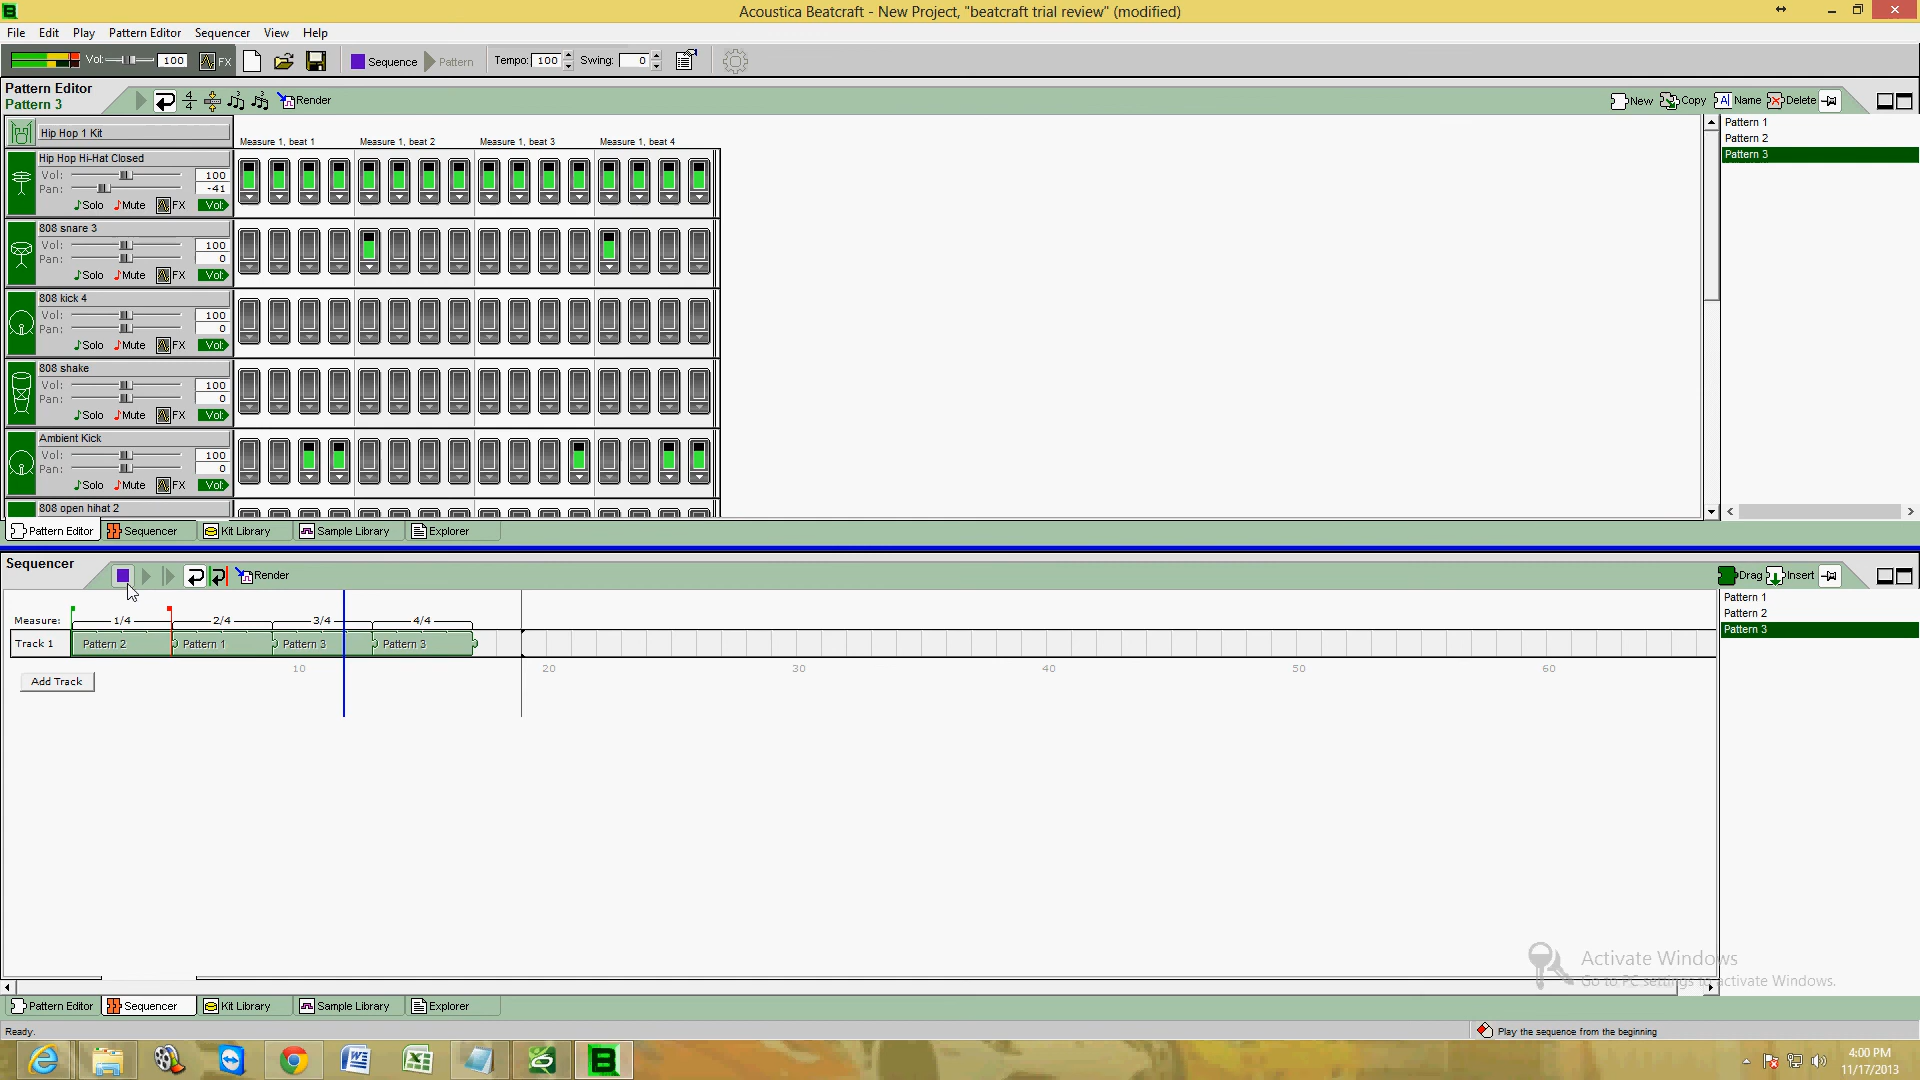 Acoustica Beatcraft - New Project, "beatcraft trial review" (modified)
File Edit Play Pattern Editor Sequencer View Help
Vol: 100 FX Sequence Pattern Tempo: 100 Swing: 0
Pattern Editor
Pattern 3
Render
New Copy Name Delete
Hip Hop 1 Kit
Measure 1, beat 1 Measure 1, beat 2 Measure 1, beat 3 Measure 1, beat 4
Pattern 1
Pattern 2
Pattern 3
Hip Hop Hi-Hat Closed
Vol: 100
Pan: -41
Solo Mute FX Vol:
808 snare 3
Vol: 100
Pan: 0
Solo Mute FX Vol:
808 kick 4
Vol: 100
Pan: 0
Solo Mute FX Vol:
808 shake
Vol: 100
Pan: 0
Solo Mute FX Vol:
Ambient Kick
Vol: 100
Pan: 0
Solo Mute FX Vol:
808 open hihat 2
Pattern Editor Sequencer Kit Library Sample Library Explorer
Sequencer
Render
Drag Insert
Pattern 1
Pattern 2
Pattern 3
Measure: 1/4 2/4 3/4 4/4
Track 1 Pattern 2 Pattern 1 Pattern 3 Pattern 3
10 20 30 40 50 60
Add Track
Activate Windows
Go to PC settings to activate Windows.
Pattern Editor Sequencer Kit Library Sample Library Explorer
Ready. Play the sequence from the beginning
4:00 PM
11/17/2013